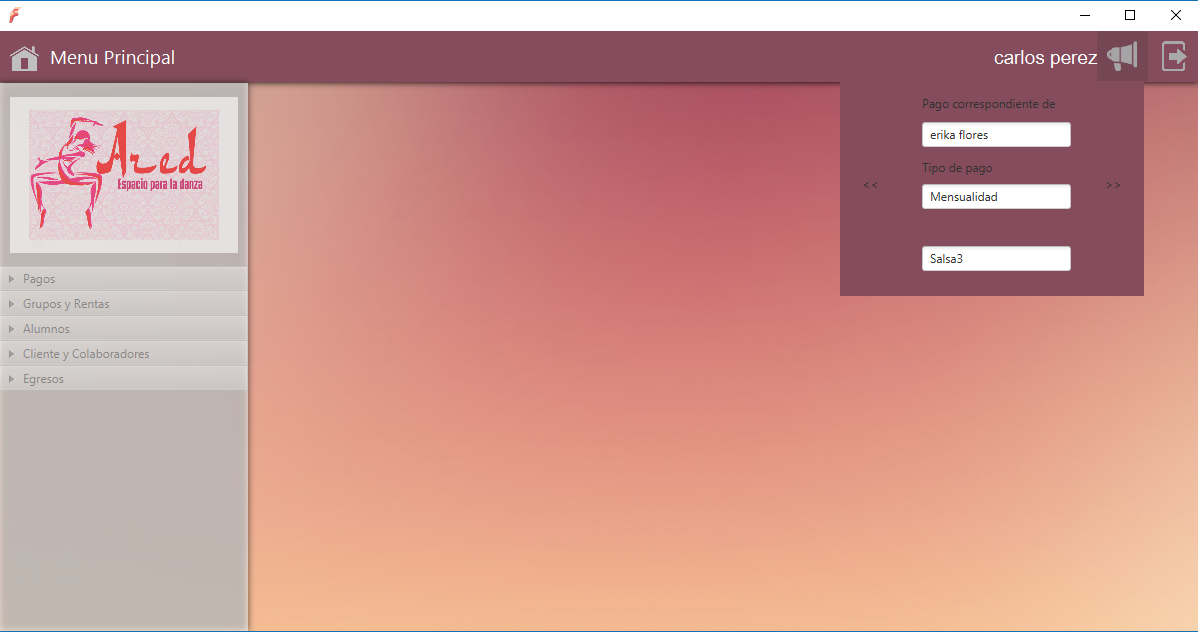 Menu Principal
carlos perez
Ared
Espacio para la danza
Pagos
Grupos y Rentas
Alumnos
Cliente y Colaboradores
Egresos
Pago correspondiente de
erika flores
Tipo de pago
<<
>>
Mensualidad
Salsa3